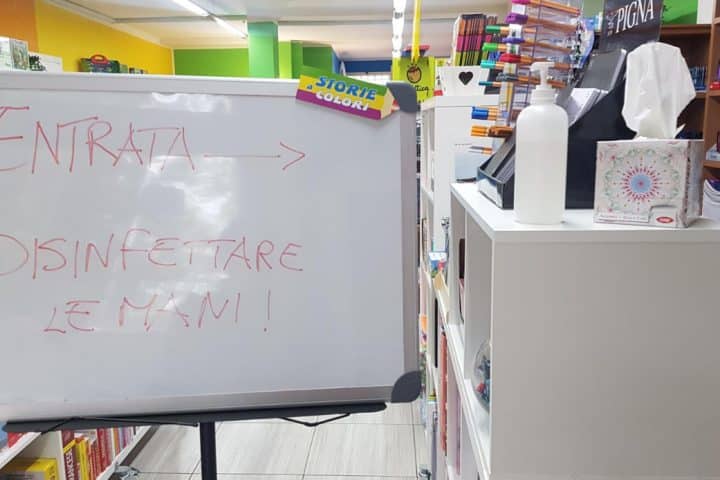 ENTRATA →
DISINFETTARE
LE MANI!
STORIE
a COLORI
PIGNA